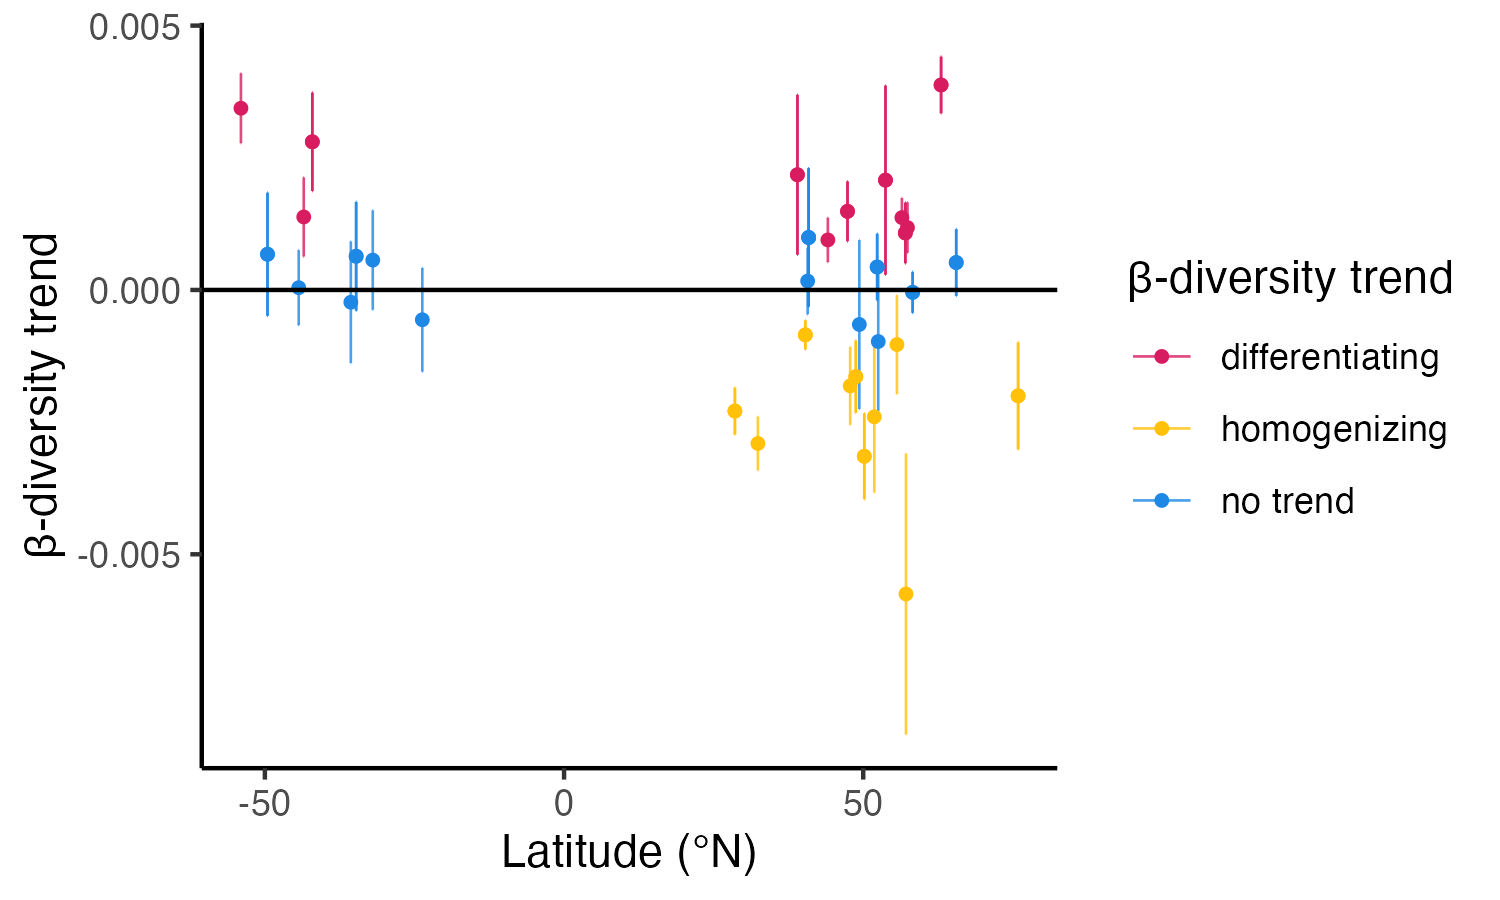 0.005
0.000
-0.005
β-diversity trend
-50
0
50
Latitude (°N)
β-diversity trend
differentiating
homogenizing
no trend